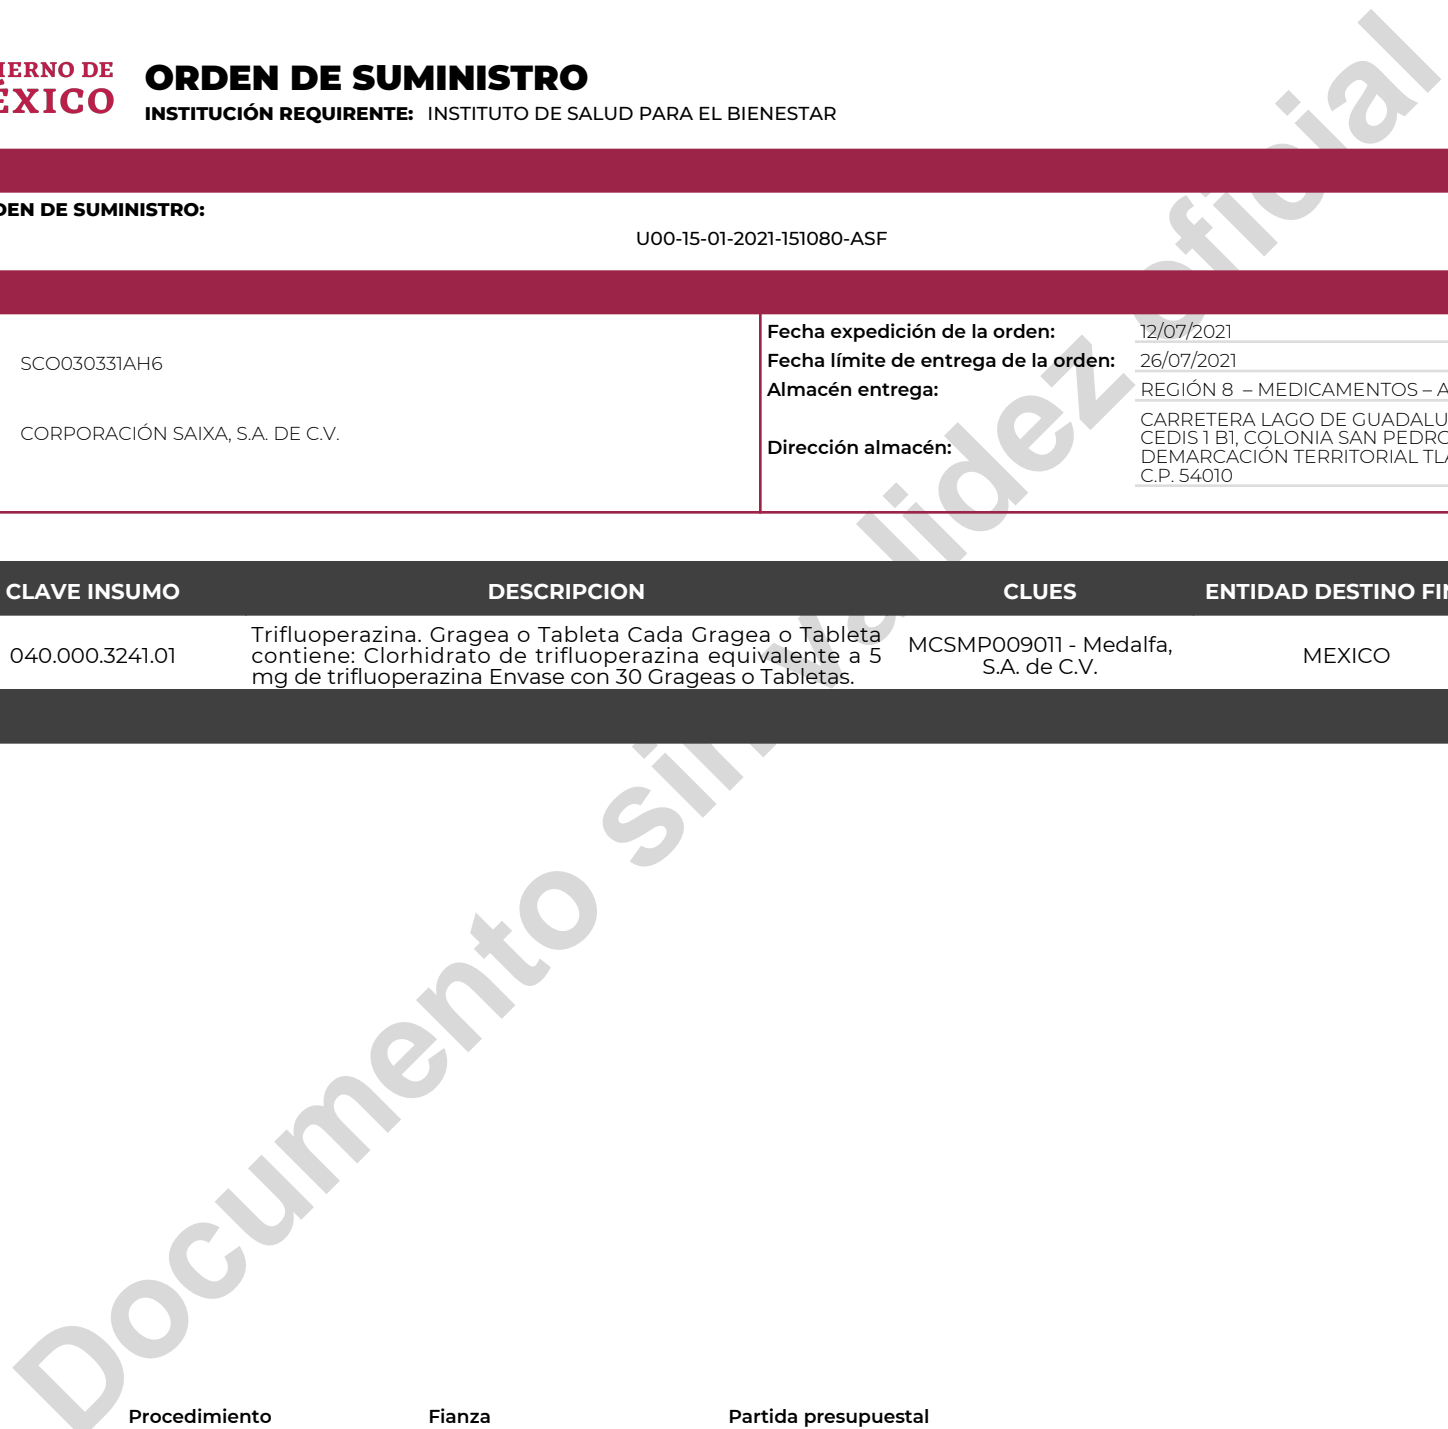 IERNO DE
ÉXICO
ORDEN DE SUMINISTRO
INSTITUCIÓN REQUIRENTE: INSTITUTO DE SALUD PARA EL BIENESTAR
DEN DE SUMINISTRO:
U00-15-01-2021-151080-ASF
SCO030331AH6
CORPORACIÓN SAIXA, S.A. DE C.V.
Fecha expedición de la orden: 12/07/2021
Fecha límite de entrega de la orden: 26/07/2021
Almacén entrega: REGIÓN 8 – MEDICAMENTOS – A
Dirección almacén:
CARRETERA LAGO DE GUADALU
CEDIS 1 B1, COLONIA SAN PEDRO
DEMARCACIÓN TERRITORIAL TLA
C.P. 54010
CLAVE INSUMO DESCRIPCION CLUES ENTIDAD DESTINO FIN
040.000.3241.01
Trifluoperazina. Gragea o Tableta Cada Gragea o Tableta
contiene: Clorhidrato de trifluoperazina equivalente a 5
mg de trifluoperazina Envase con 30 Grageas o Tabletas.
MCSMP009011 - Medalfa,
S.A. de C.V.
MEXICO
Documento sin validez oficial
Procedimiento Fianza Partida presupuestal